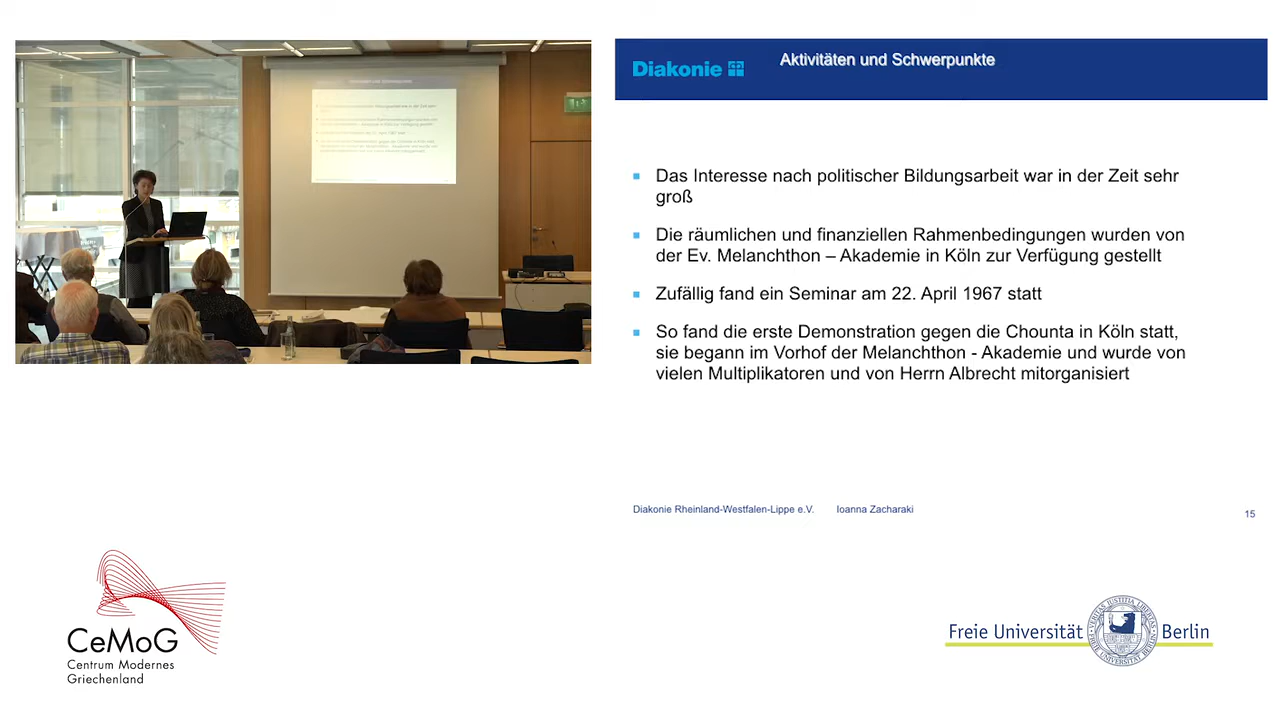 Diakonie
Aktivitäten und Schwerpunkte
Das Interesse nach politischer Bildungsarbeit war in der Zeit sehr
groß
Die räumlichen und finanziellen Rahmenbedingungen wurden von
der Ev. Melanchthon – Akademie in Köln zur Verfügung gestellt
Zufällig fand ein Seminar am 22. April 1967 statt
So fand die erste Demonstration gegen die Chounta in Köln statt,
sie begann im Vorhof der Melanchthon - Akademie und wurde von
vielen Multiplikatoren und von Herrn Albrecht mitorganisiert
Diakonie Rheinland-Westfalen-Lippe e.V. Ioanna Zacharaki
15
CeMoG
Centrum Modernes
Griechenland
Freie Universität Berlin